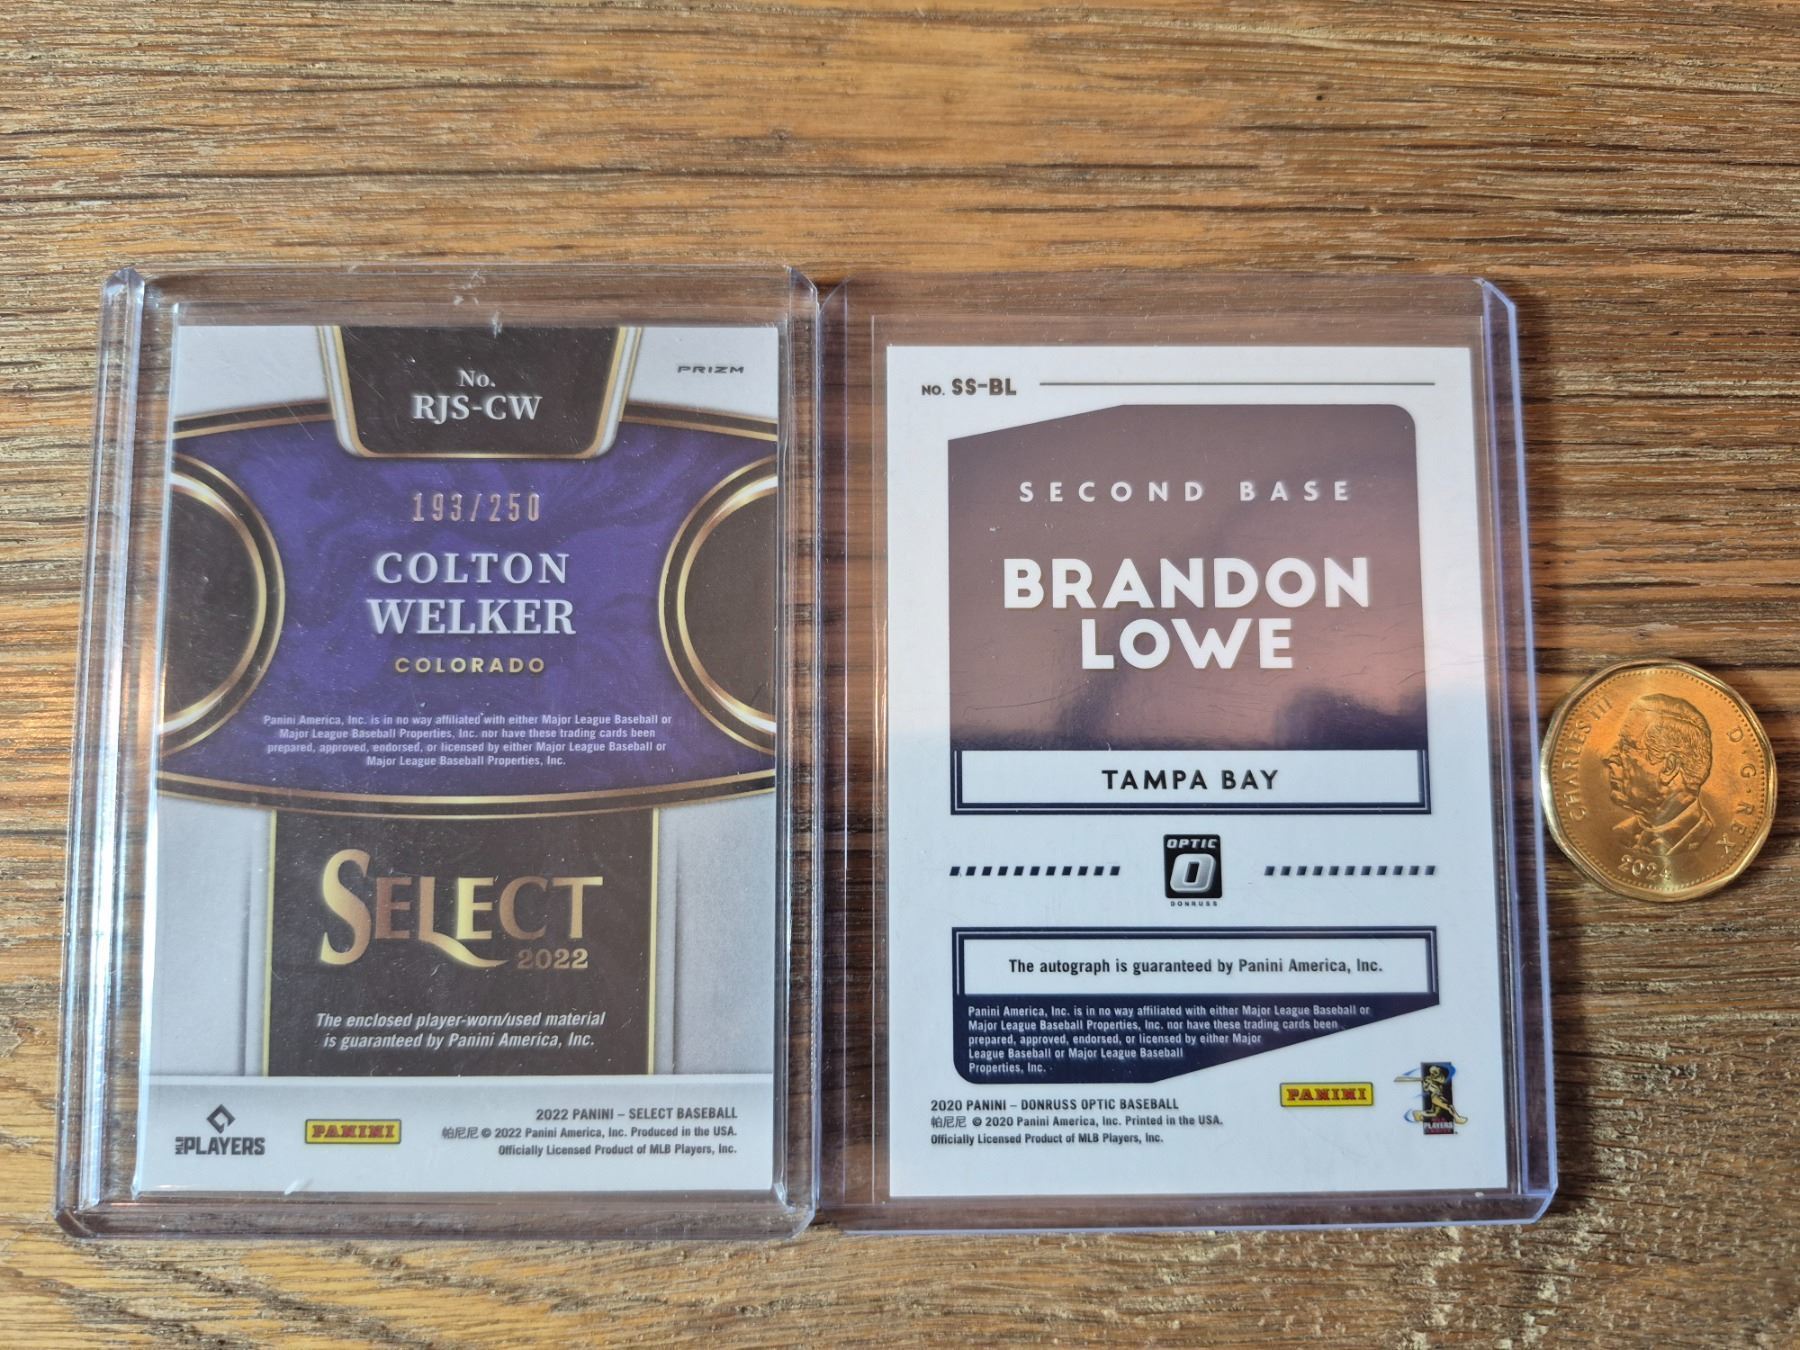 No.
RJS-CW
PRIZM
193/250
COLTON
WELKER
COLORADO
Panini America, Inc. is in no way affiliated with either Major League Baseball or
Major League Baseball Properties, Inc. nor have these trading cards been
prepared, approved, endorsed, or licensed by either Major League Baseball or
Major League Baseball Properties, Inc.
SELECT
2022
The enclosed player-worn/used material
is guaranteed by Panini America, Inc.
MLB PLAYERS
PANINI
2022 PANINI – SELECT BASEBALL
帕尼尼 © 2022 Panini America, Inc. Produced in the USA.
Officially Licensed Product of MLB Players, Inc.
NO. SS-BL
SECOND BASE
BRANDON
LOWE
TAMPA BAY
OPTIC
O
DONRUSS
The autograph is guaranteed by Panini America, Inc.
Panini America, Inc. is in no way affiliated with either Major League Baseball or
Major League Baseball Properties, Inc. nor have these trading cards been
prepared, approved, endorsed, or licensed by either Major
League Baseball or Major League Baseball
Properties, Inc.
2020 PANINI – DONRUSS OPTIC BASEBALL
帕尼尼 © 2020 Panini America, Inc. Printed in the USA.
Officially Licensed Product of MLB Players, Inc.
PANINI
PLAYERS
CHARLES III D·G·REX
2024